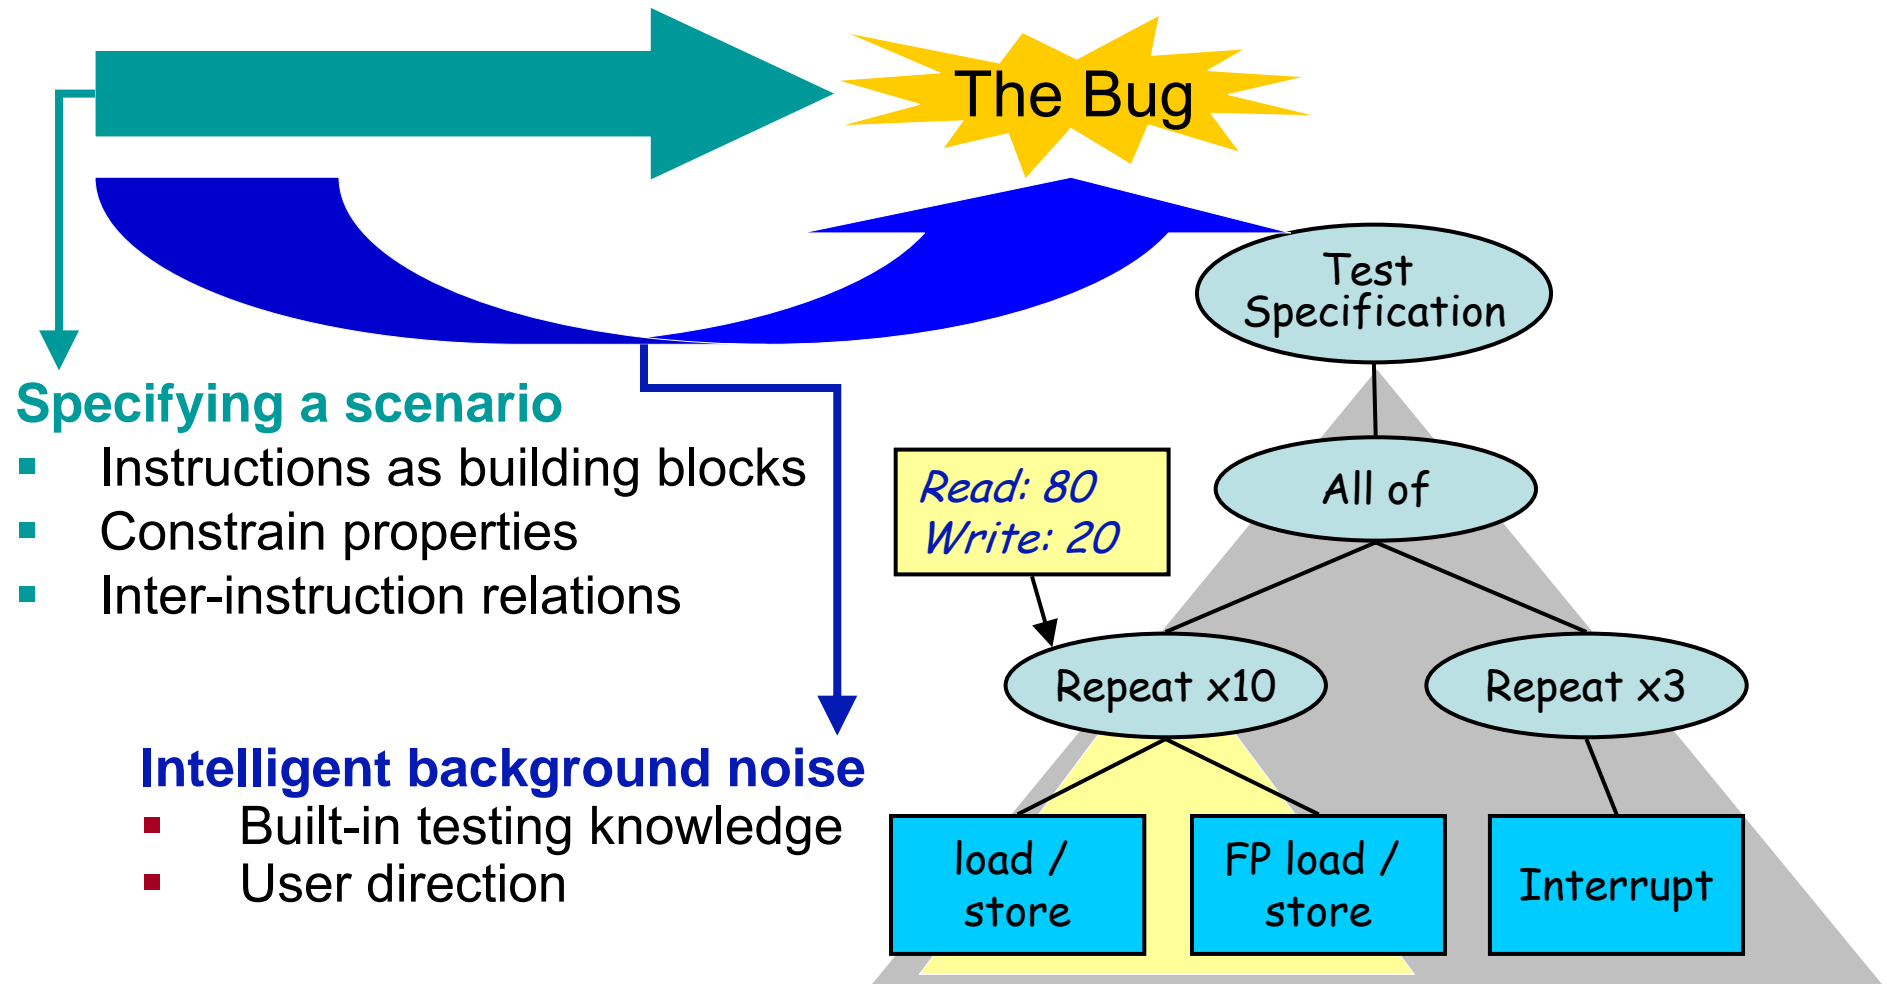 The Bug
Specifying a scenario
▪ Instructions as building blocks
▪ Constrain properties
▪ Inter-instruction relations
Intelligent background noise
▪ Built-in testing knowledge
▪ User direction
Test
Specification
All of
Read: 80
Write: 20
Repeat x10
Repeat x3
load /
store
FP load /
store
Interrupt